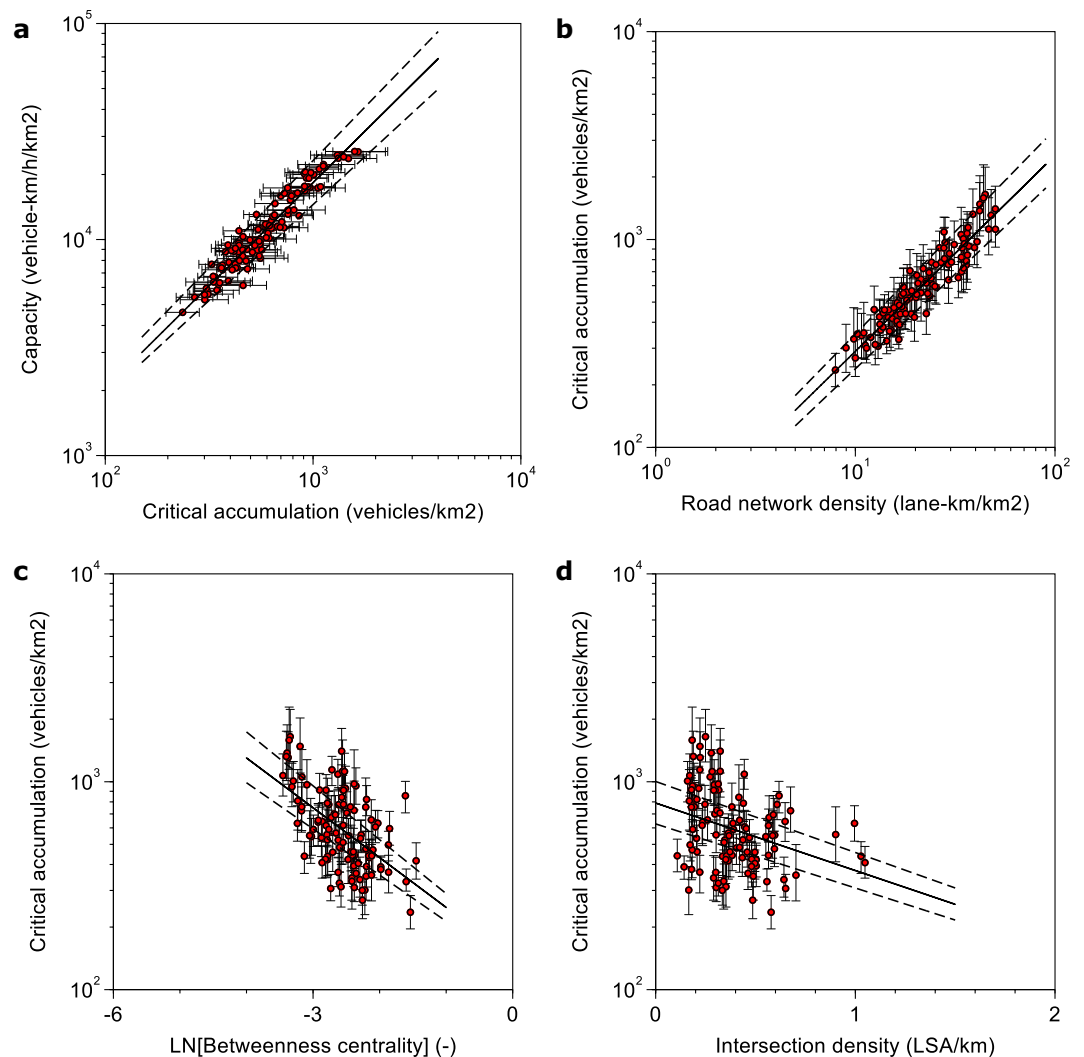 a
10^5
10^4
10^3
Capacity (vehicle-km/h/km2)
10^2
10^3
10^4
Critical accumulation (vehicles/km2)
b
10^4
10^3
10^2
Critical accumulation (vehicles/km2)
10^0
10^1
10^2
Road network density (lane-km/km2)
c
10^4
10^3
10^2
Critical accumulation (vehicles/km2)
-6
-3
0
LN[Betweenness centrality] (-)
d
10^4
10^3
10^2
Critical accumulation (vehicles/km2)
0
1
2
Intersection density (LSA/km)